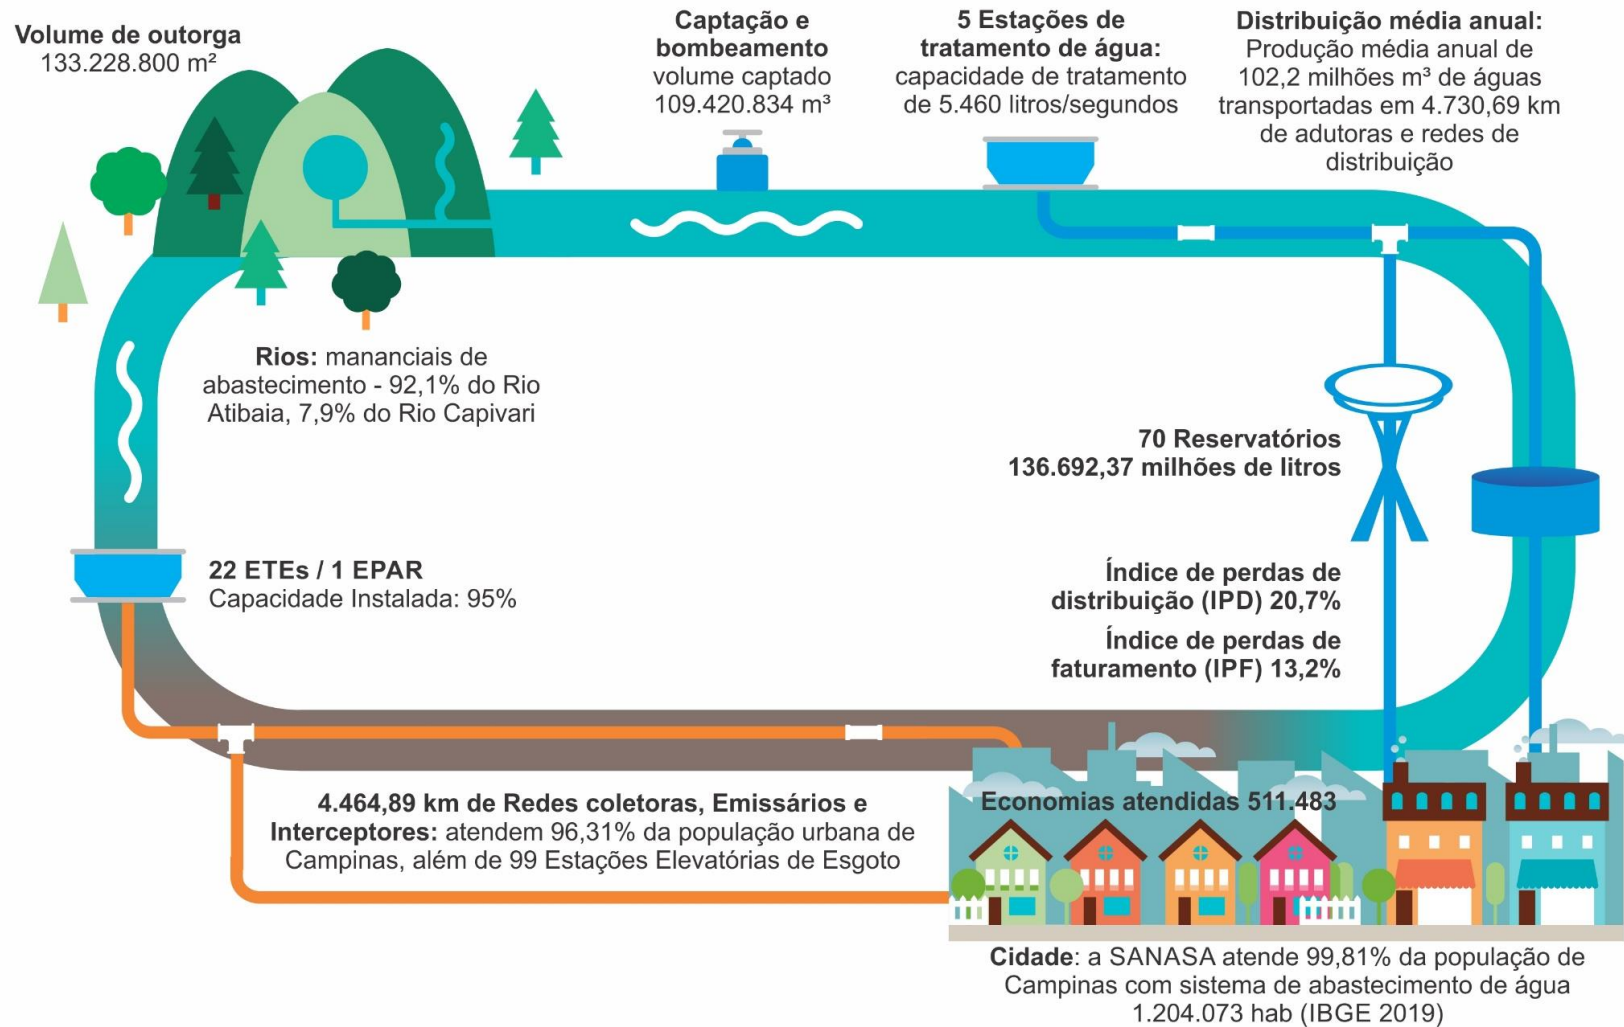 Volume de outorga
133.228.800 m²
Captação e
bombeamento
volume captado
109.420.834 m³
5 Estações de
tratamento de água:
capacidade de tratamento
de 5.460 litros/segundos
Distribuição média anual:
Produção média anual de
102,2 milhões m³ de águas
transportadas em 4.730,69 km
de adutoras e redes de
distribuição
Rios: mananciais de
abastecimento - 92,1% do Rio
Atibaia, 7,9% do Rio Capivari
70 Reservatórios
136.692,37 milhões de litros
22 ETEs / 1 EPAR
Capacidade Instalada: 95%
Índice de perdas de
distribuição (IPD) 20,7%
Índice de perdas de
faturamento (IPF) 13,2%
4.464,89 km de Redes coletoras, Emissários e
Interceptores: atendem 96,31% da população urbana de
Campinas, além de 99 Estações Elevatórias de Esgoto
Economias atendidas 511.483
Cidade: a SANASA atende 99,81% da população de
Campinas com sistema de abastecimento de água
1.204.073 hab (IBGE 2019)